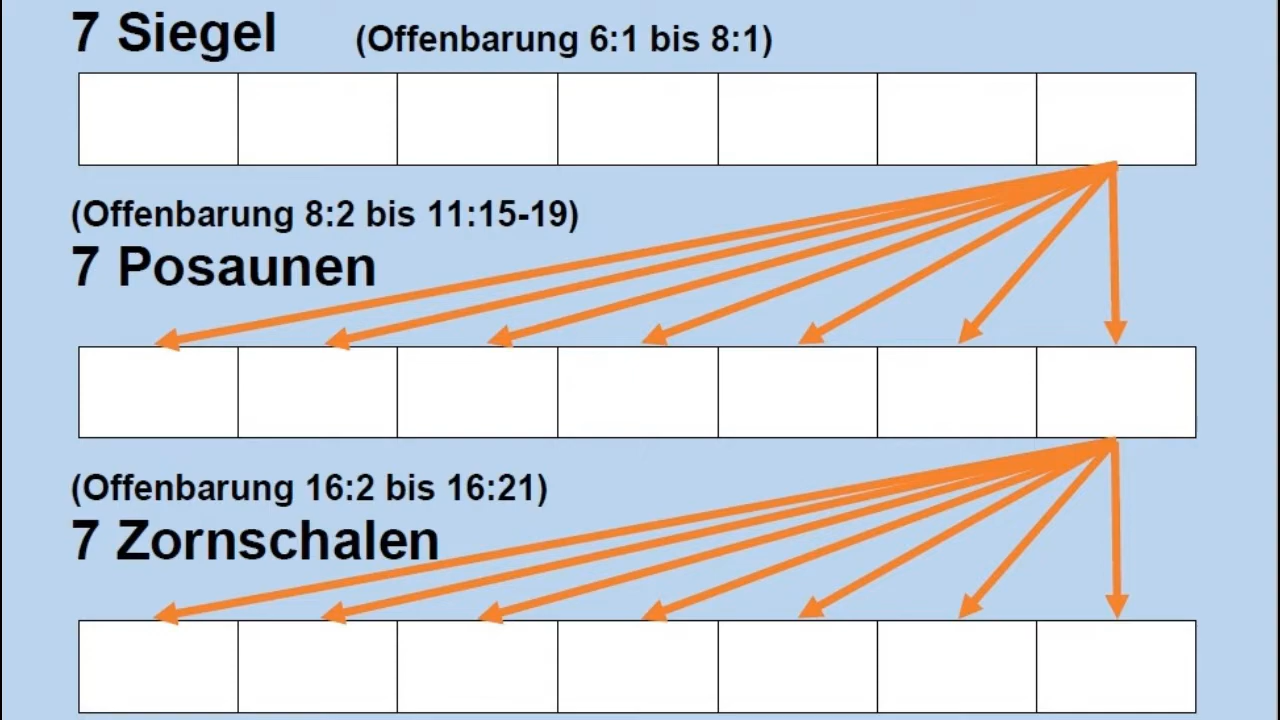 7 Siegel (Offenbarung 6:1 bis 8:1)
(Offenbarung 8:2 bis 11:15-19)
7 Posaunen
(Offenbarung 16:2 bis 16:21)
7 Zornschalen